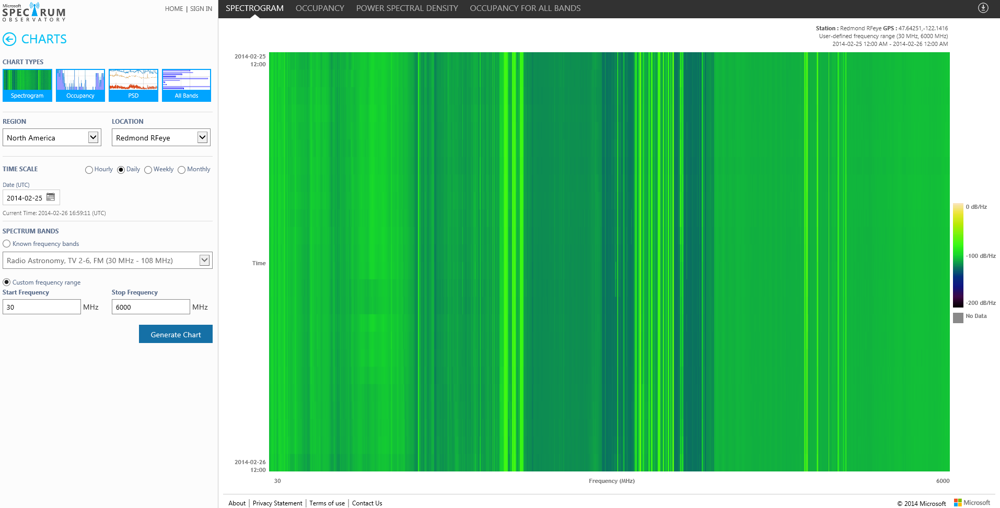 Microsoft
SPECTRUM
OBSERVATORY
HOME | SIGN IN
CHARTS
CHART TYPES
Spectrogram
Occupancy
PSD
All Bands
REGION
LOCATION
North America
Redmond RFeye
TIME SCALE
Hourly
Daily
Weekly
Monthly
Date (UTC)
2014-02-25
Current Time: 2014-02-26 16:59:11 (UTC)
SPECTRUM BANDS
Known frequency bands
Radio Astronomy, TV 2-6, FM (30 MHz - 108 MHz)
Custom frequency range
Start Frequency
Stop Frequency
30 MHz
6000 MHz
Generate Chart
SPECTROGRAM
OCCUPANCY
POWER SPECTRAL DENSITY
OCCUPANCY FOR ALL BANDS
Station : Redmond RFeye GPS : 47.64251,-122.1416
User-defined frequency range (30 MHz, 6000 MHz)
2014-02-25 12:00 AM - 2014-02-26 12:00 AM
2014-02-25
12:00
Time
2014-02-26
12:00
30
Frequency (MHz)
6000
0 dB/Hz
-100 dB/Hz
-200 dB/Hz
No Data
About | Privacy Statement | Terms of use | Contact Us
© 2014 Microsoft
Microsoft